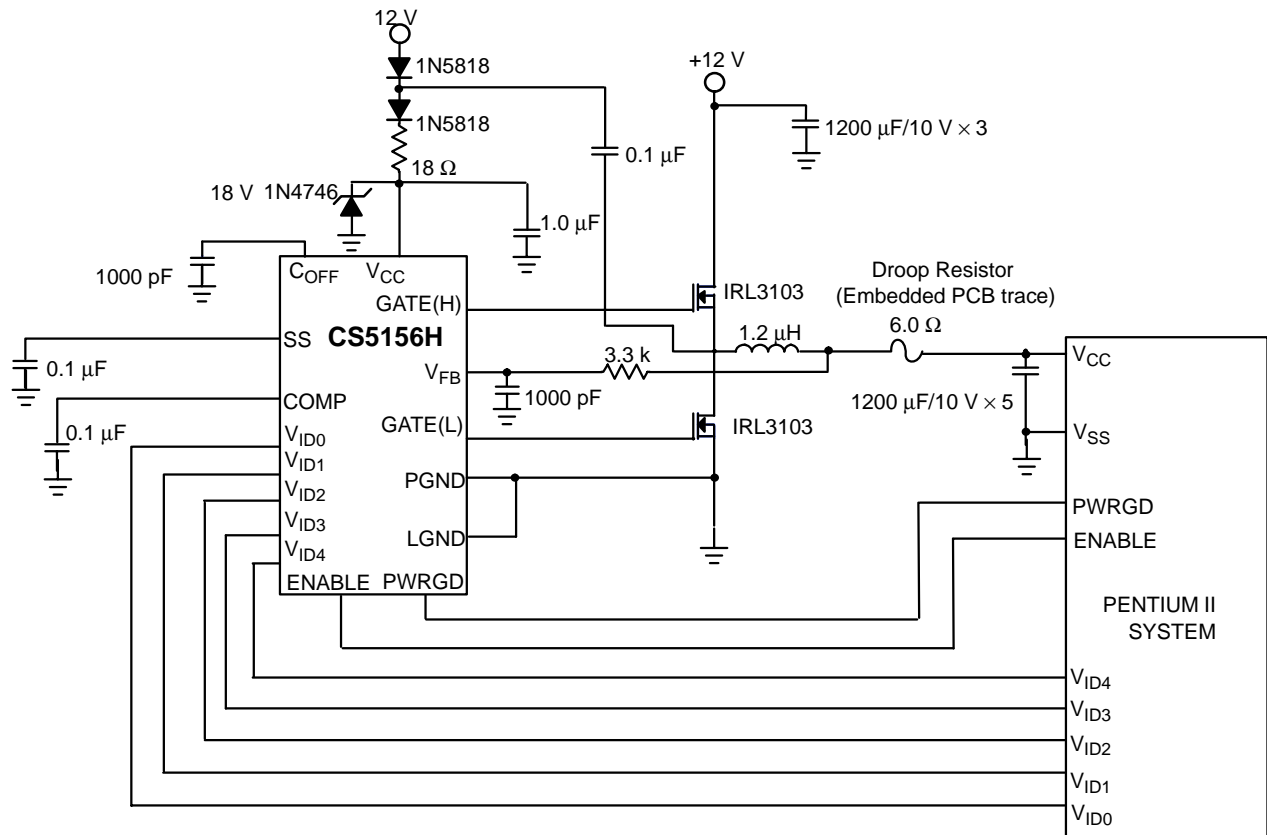 12 V
1N5818
+12 V
1N5818
1200 μF/10 V × 3
0.1 μF
18 Ω
18 V 1N4746
1.0 μF
1000 pF
COFF
VCC
GATE(H)
IRL3103
Droop Resistor
(Embedded PCB trace)
6.0 Ω
CS5156H
SS
1.2 μH
VCC
0.1 μF
VFB
3.3 k
COMP
1000 pF
1200 μF/10 V × 5
GATE(L)
IRL3103
VSS
0.1 μF
VID0
VID1
VID2
VID3
VID4
PGND
LGND
PWRGD
ENABLE
ENABLE
PWRGD
PENTIUM II
SYSTEM
VID4
VID3
VID2
VID1
VID0